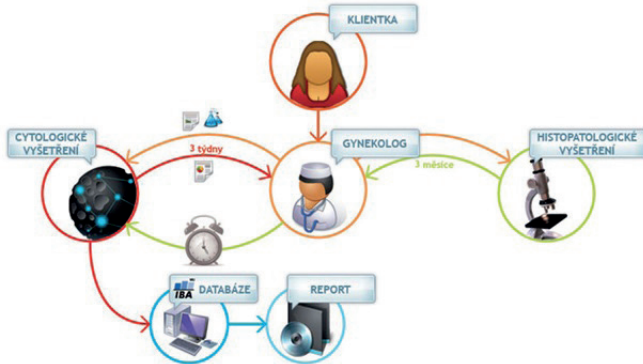 KLIENTKA
CYTOLOGICKÉ
VYŠETŘENÍ
3 týdny
GYNEKOLOG
3 měsíce
HISTOPATOLOGICKÉ
VYŠETŘENÍ
IBA DATABÁZE
REPORT